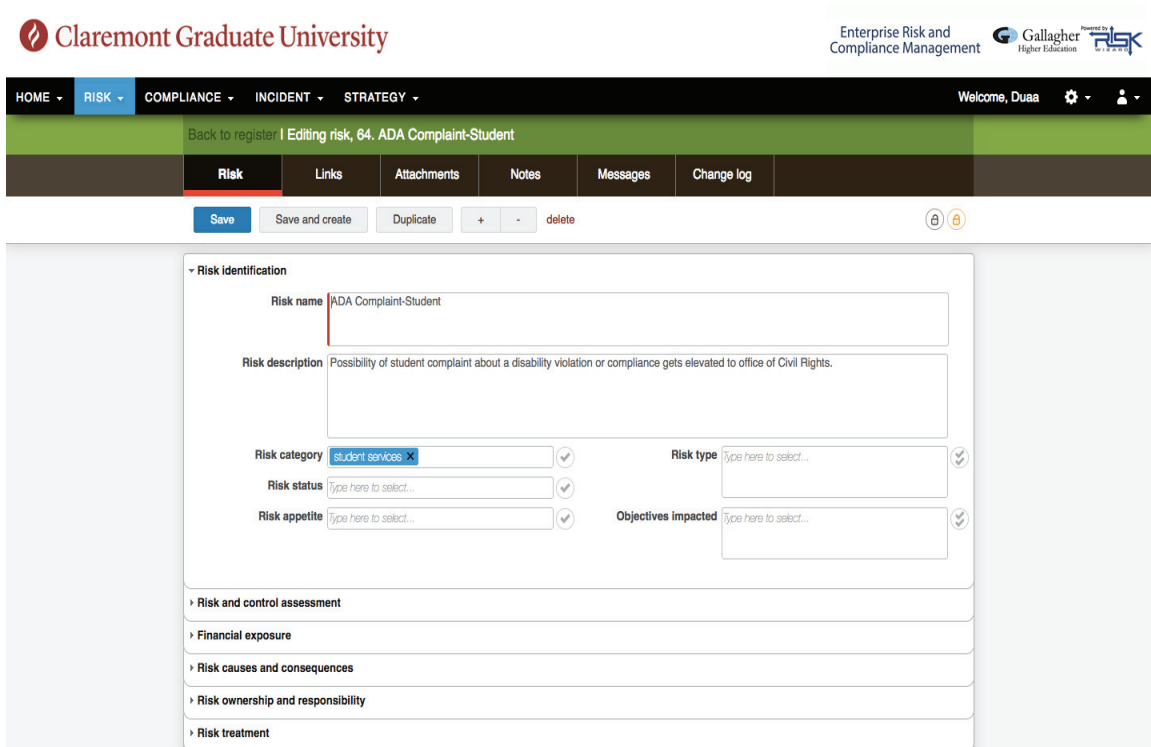 Claremont Graduate University
Enterprise Risk and
Compliance Management
Gallagher
Higher Education
Powered by
RISK
WIZARD
HOME RISK COMPLIANCE INCIDENT STRATEGY Welcome, Duaa
Back to register I Editing risk, 64. ADA Complaint-Student
Risk Links Attachments Notes Messages Change log
Save Save and create Duplicate + - delete
Risk identification
Risk name ADA Complaint-Student
Risk description Possibility of student complaint about a disability violation or compliance gets elevated to office of Civil Rights.
Risk category student services X Risk type Type here to select...
Risk status Type here to select...
Risk appetite Type here to select... Objectives impacted Type here to select...
Risk and control assessment
Financial exposure
Risk causes and consequences
Risk ownership and responsibility
Risk treatment